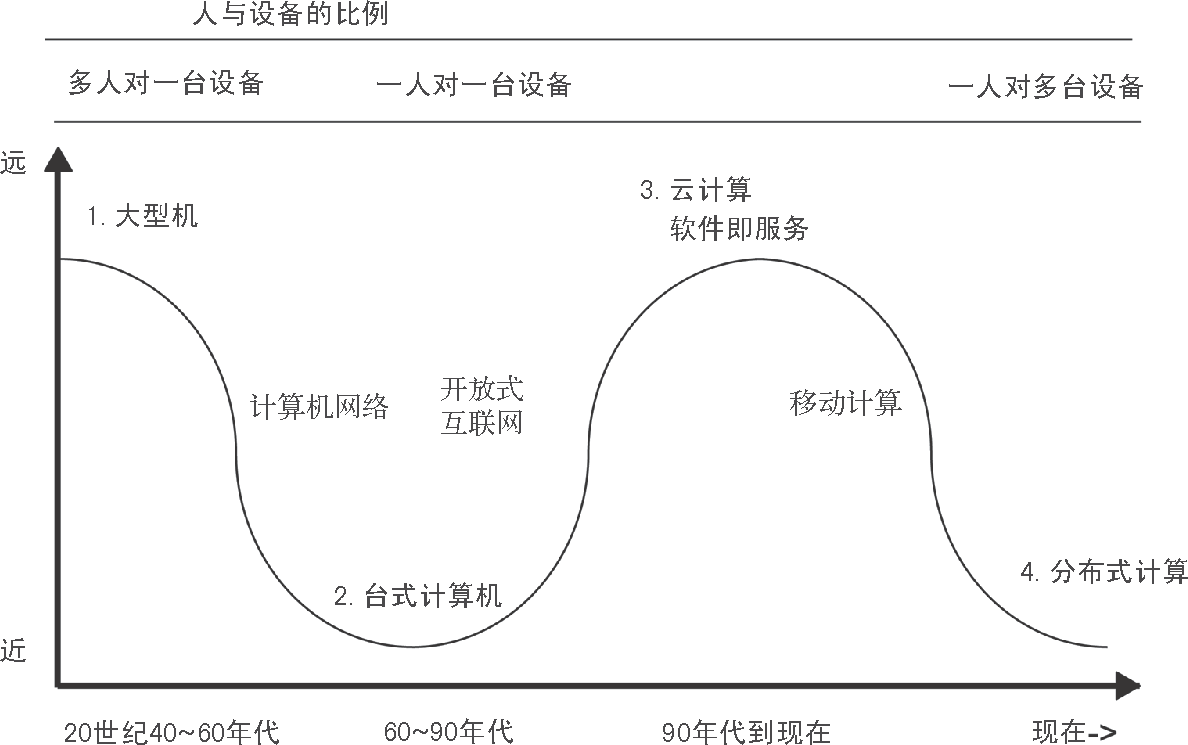 人与设备的比例
多人对一台设备
一人对一台设备
一人对多台设备
远
1. 大型机
3. 云计算
软件即服务
计算机网络
开放式
互联网
移动计算
2. 台式计算机
4. 分布式计算
近
20世纪40~60年代
60~90年代
90年代到现在
现在->